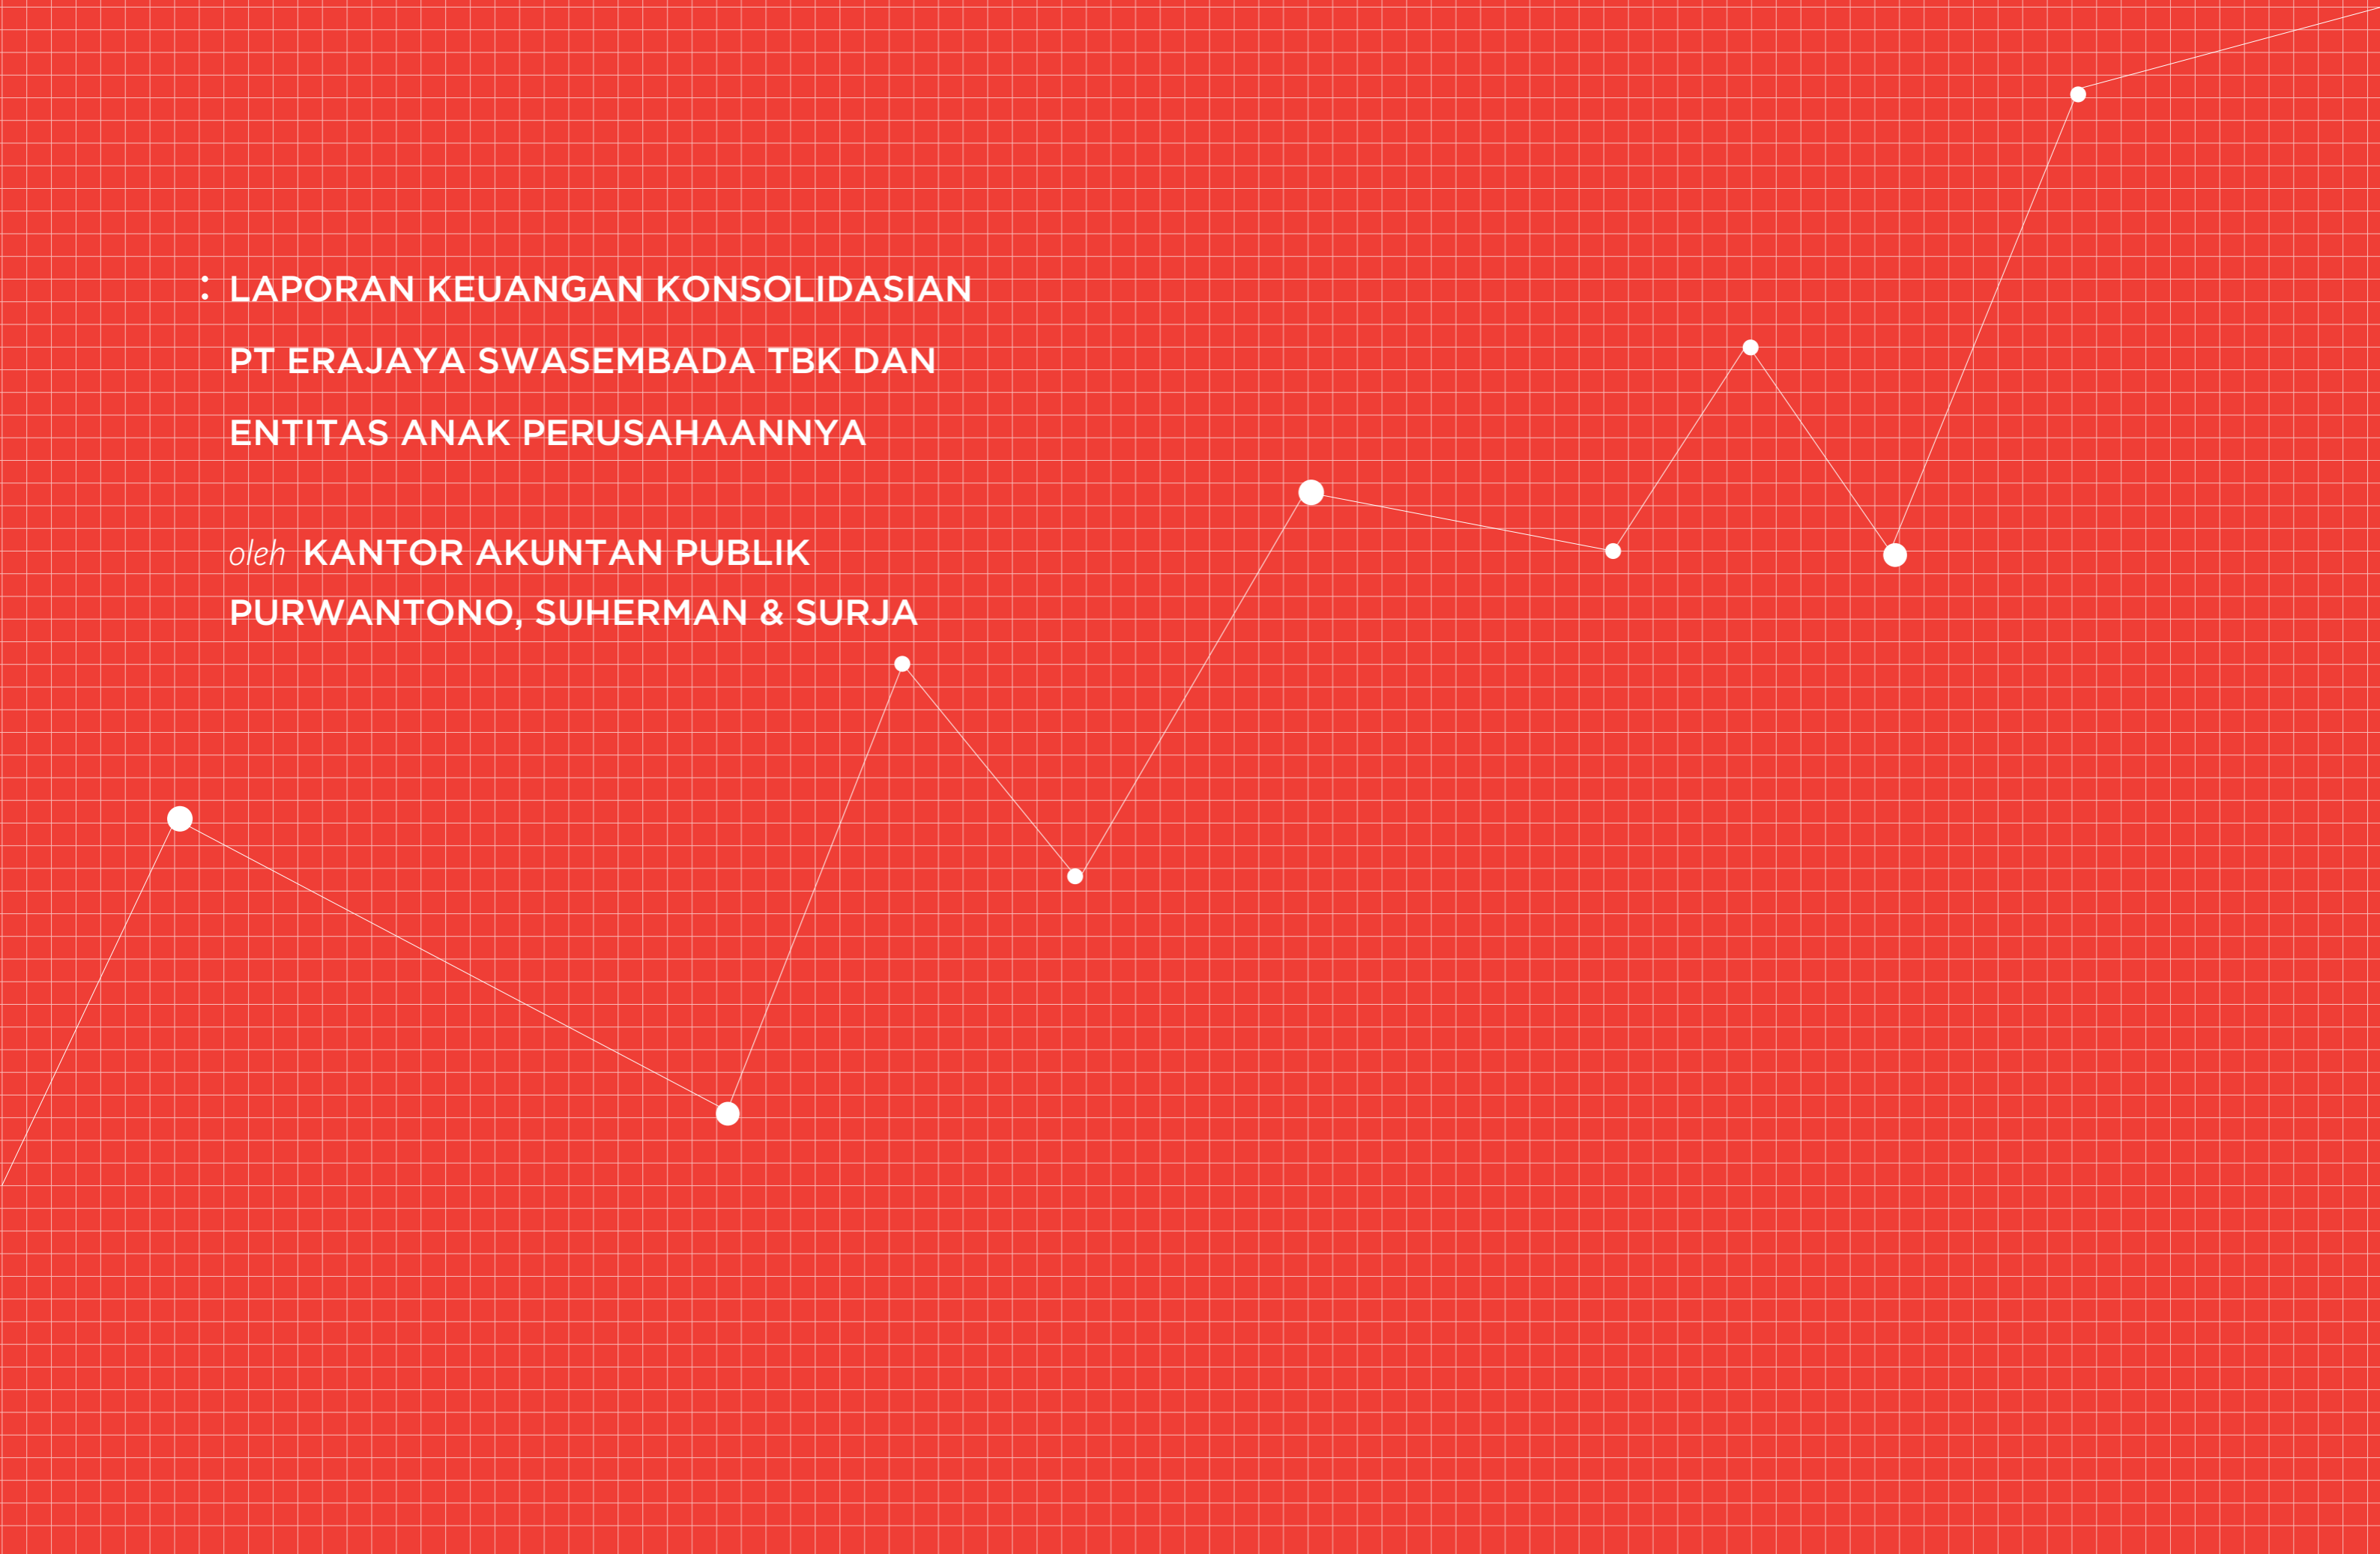 : LAPORAN KEUANGAN KONSOLIDASIAN
PT ERAJAYA SWASEMBADA TBK DAN
ENTITAS ANAK PERUSAHAANNYA
oleh KANTOR AKUNTAN PUBLIK
PURWANTONO, SUHERMAN & SURJA